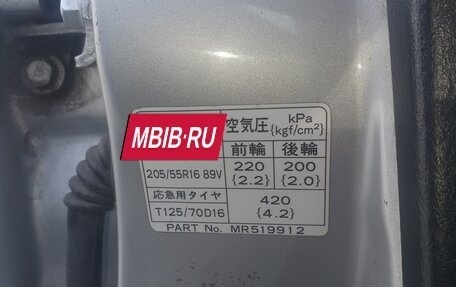 MBIB·RU
空気圧 kPa
{kgf/cm²}
前輪 後輪
205/55R16 89V 220 200
{2.2} {2.0}
応急用タイヤ 420
T125/70D16 {4.2}
PART No. MR519912